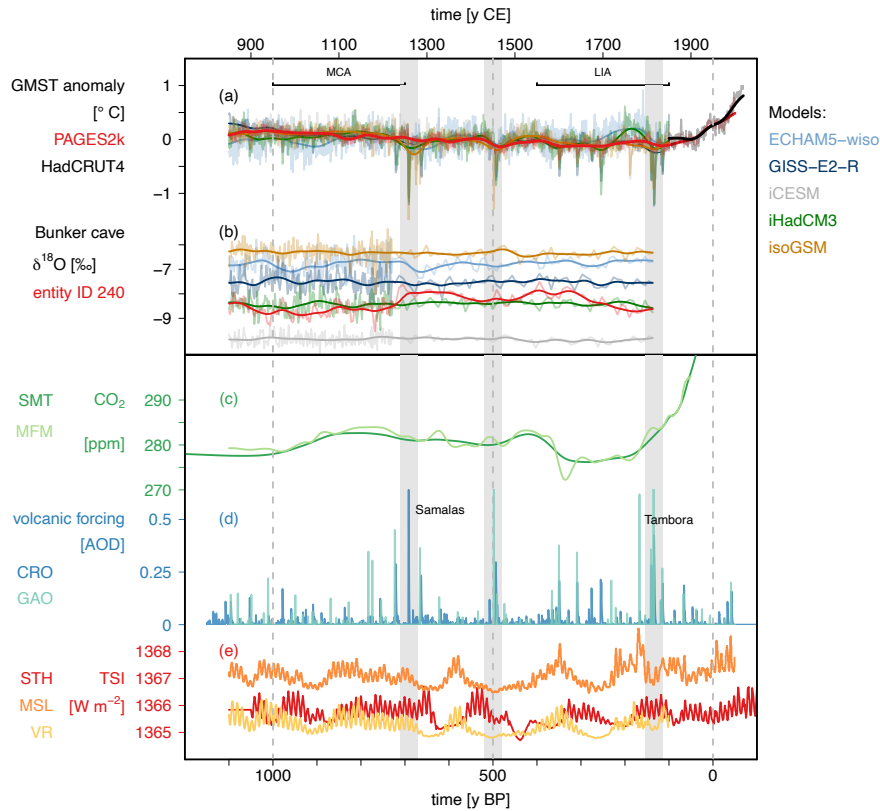 time [y CE]
900 1100 1300 1500 1700 1900
MCA LIA
(a)
GMST anomaly
[° C]
PAGES2k
HadCRUT4
1
0
−1
Models:
ECHAM5−wiso
GISS−E2−R
iCESM
iHadCM3
isoGSM
(b)
Bunker cave
δ18O [‰]
entity ID 240
−7
−9
(c)
SMT CO2
MFM
[ppm]
290
280
270
(d)
volcanic forcing
[AOD]
CRO
GAO
0.5
0.25
0
Samalas
Tambora
(e)
STH TSI
MSL [W m−2]
VR
1368
1367
1366
1365
1000 500 0
time [y BP]